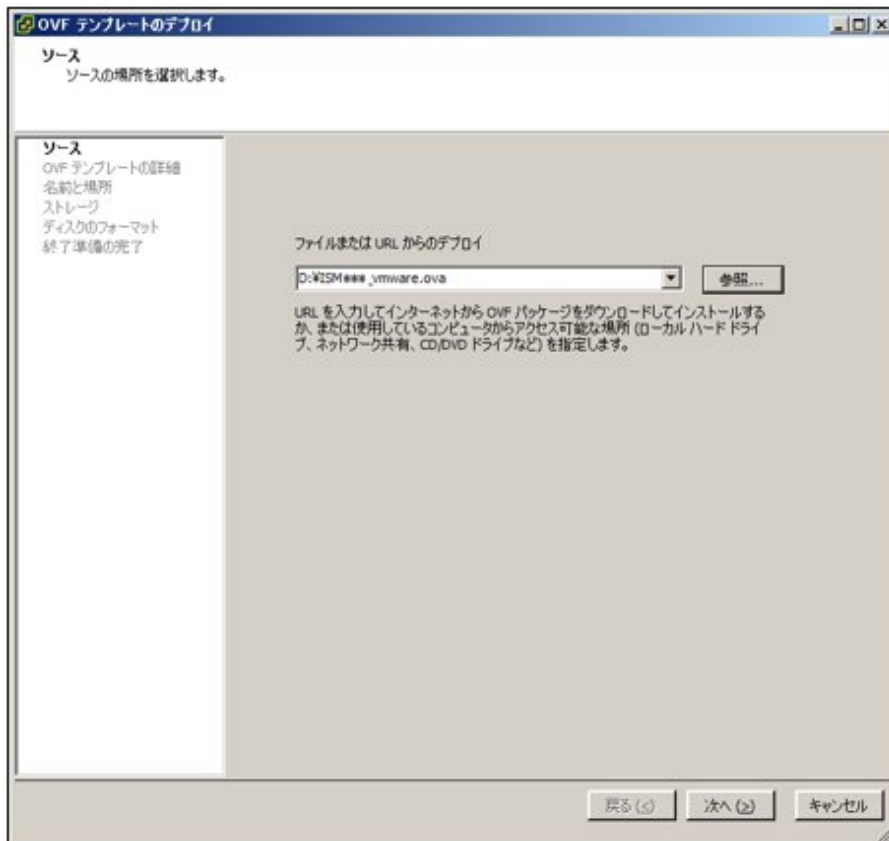 OVF テンプレートのデプロイ
ソース
ソースの場所を選択します。
ソース
OVF テンプレートの詳細
名前と場所
ストレージ
ディスクのフォーマット
終了準備の完了
ファイルまたは URL からのデプロイ
D:¥ISM***_vmware.ova
参照...
URL を入力してインターネットから OVF パッケージをダウンロードしてインストールする
か、または使用しているコンピュータからアクセス可能な場所 (ローカル ハード ドライ
ブ、ネットワーク共有、CD/DVD ドライブなど) を指定します。
戻る(<)
次へ(>)
キャンセル